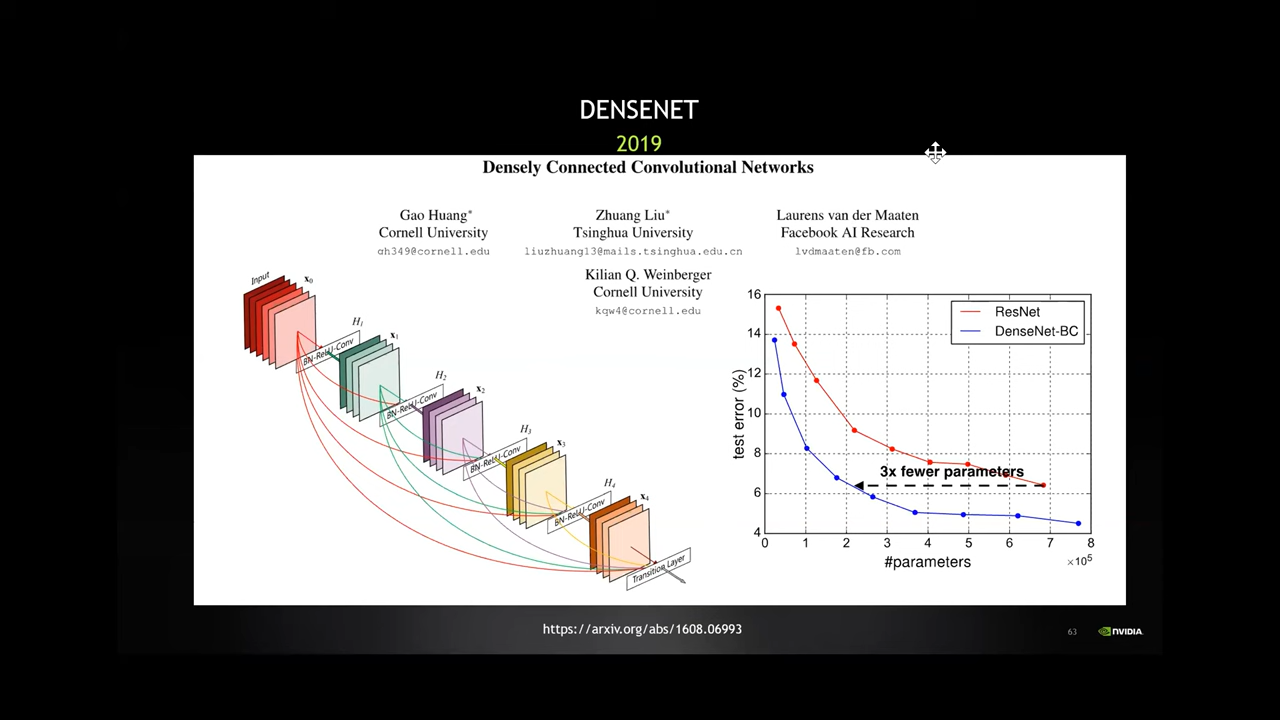 DENSENET
2019
Densely Connected Convolutional Networks
Gao Huang*
Cornell University
gh349@cornell.edu
Zhuang Liu*
Tsinghua University
liuzhuang13@mails.tsinghua.edu.cn
Laurens van der Maaten
Facebook AI Research
lvdmaaten@fb.com
Kilian Q. Weinberger
Cornell University
kqw4@cornell.edu
Input
x0
H1
BN-ReLU-Conv
x1
H2
BN-ReLU-Conv
x2
H3
BN-ReLU-Conv
x3
H4
BN-ReLU-Conv
x4
Transition Layer
16
14
12
10
8
6
4
test error (%)
ResNet
DenseNet-BC
3x fewer parameters
0 1 2 3 4 5 6 7 8
#parameters
×10^5
https://arxiv.org/abs/1608.06993
63
NVIDIA.